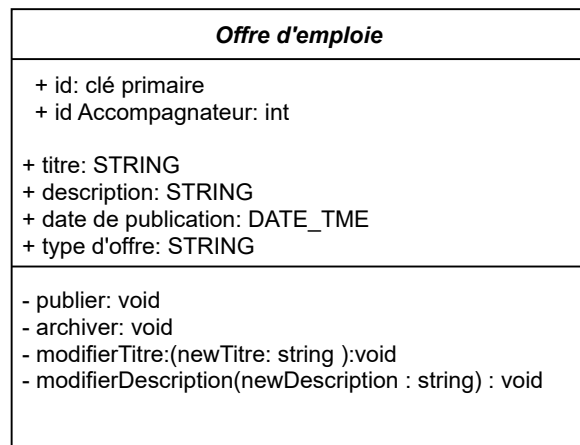 Offre d'emploie
+ id: clé primaire
+ id Accompagnateur: int
+ titre: STRING
+ description: STRING
+ date de publication: DATE_TME
+ type d'offre: STRING
- publier: void
- archiver: void
- modifierTitre:(newTitre: string ):void
- modifierDescription(newDescription : string) : void